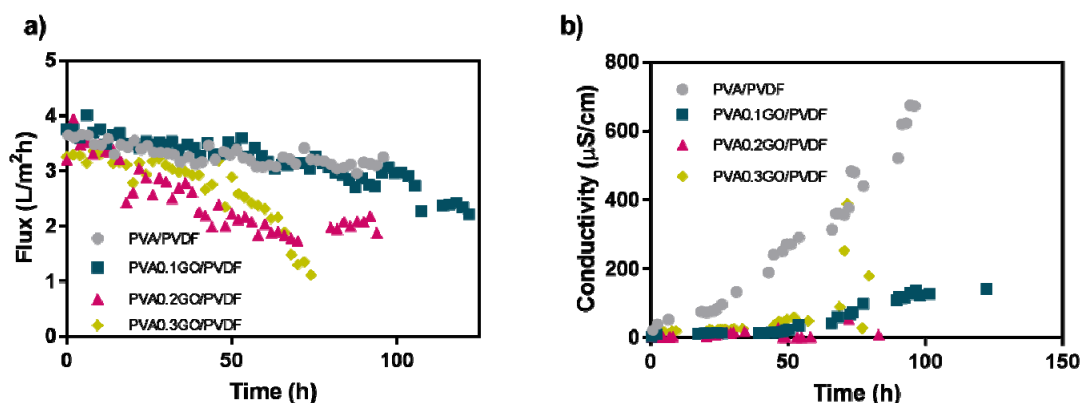 a)
Flux (L/m²h)
5
4
3
2
1
0
PVA/PVDF
PVA0.1GO/PVDF
PVA0.2GO/PVDF
PVA0.3GO/PVDF
0
50
100
Time (h)
b)
Conductivity (µS/cm)
800
600
400
200
0
PVA/PVDF
PVA0.1GO/PVDF
PVA0.2GO/PVDF
PVA0.3GO/PVDF
0
50
100
150
Time (h)